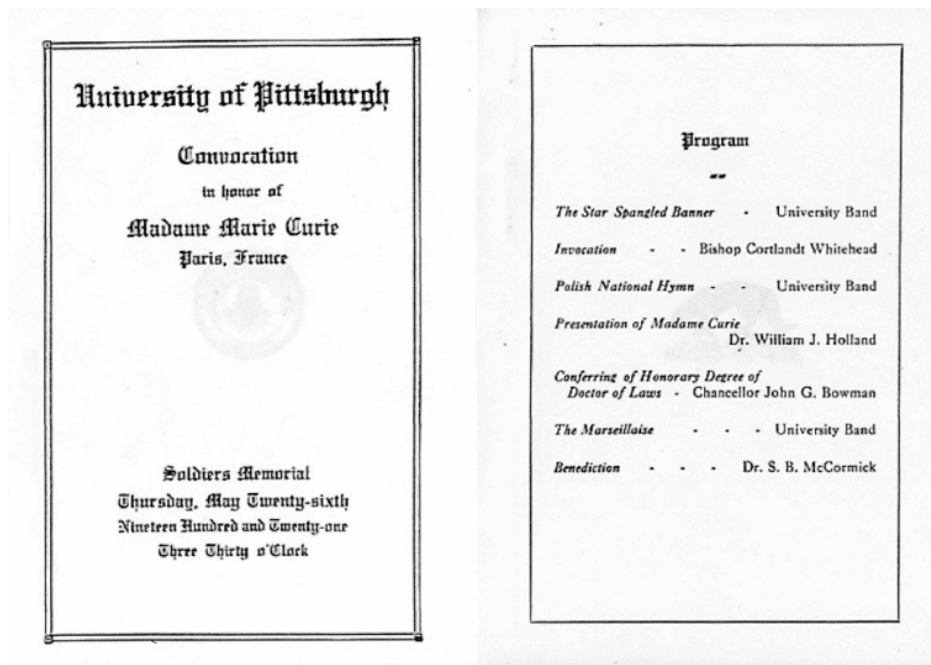 University of Pittsburgh
Convocation
in honor of
Madame Marie Curie
Paris, France
Soldiers Memorial
Thursday, May Twenty-sixth
Nineteen Hundred and Twenty-one
Three Thirty o'Clock
Program
The Star Spangled Banner - University Band
Invocation - - Bishop Cortlandt Whitehead
Polish National Hymn - - University Band
Presentation of Madame Curie
Dr. William J. Holland
Conferring of Honorary Degree of
Doctor of Laws - Chancellor John G. Bowman
The Marseillaise - - - University Band
Benediction - - - Dr. S. B. McCormick